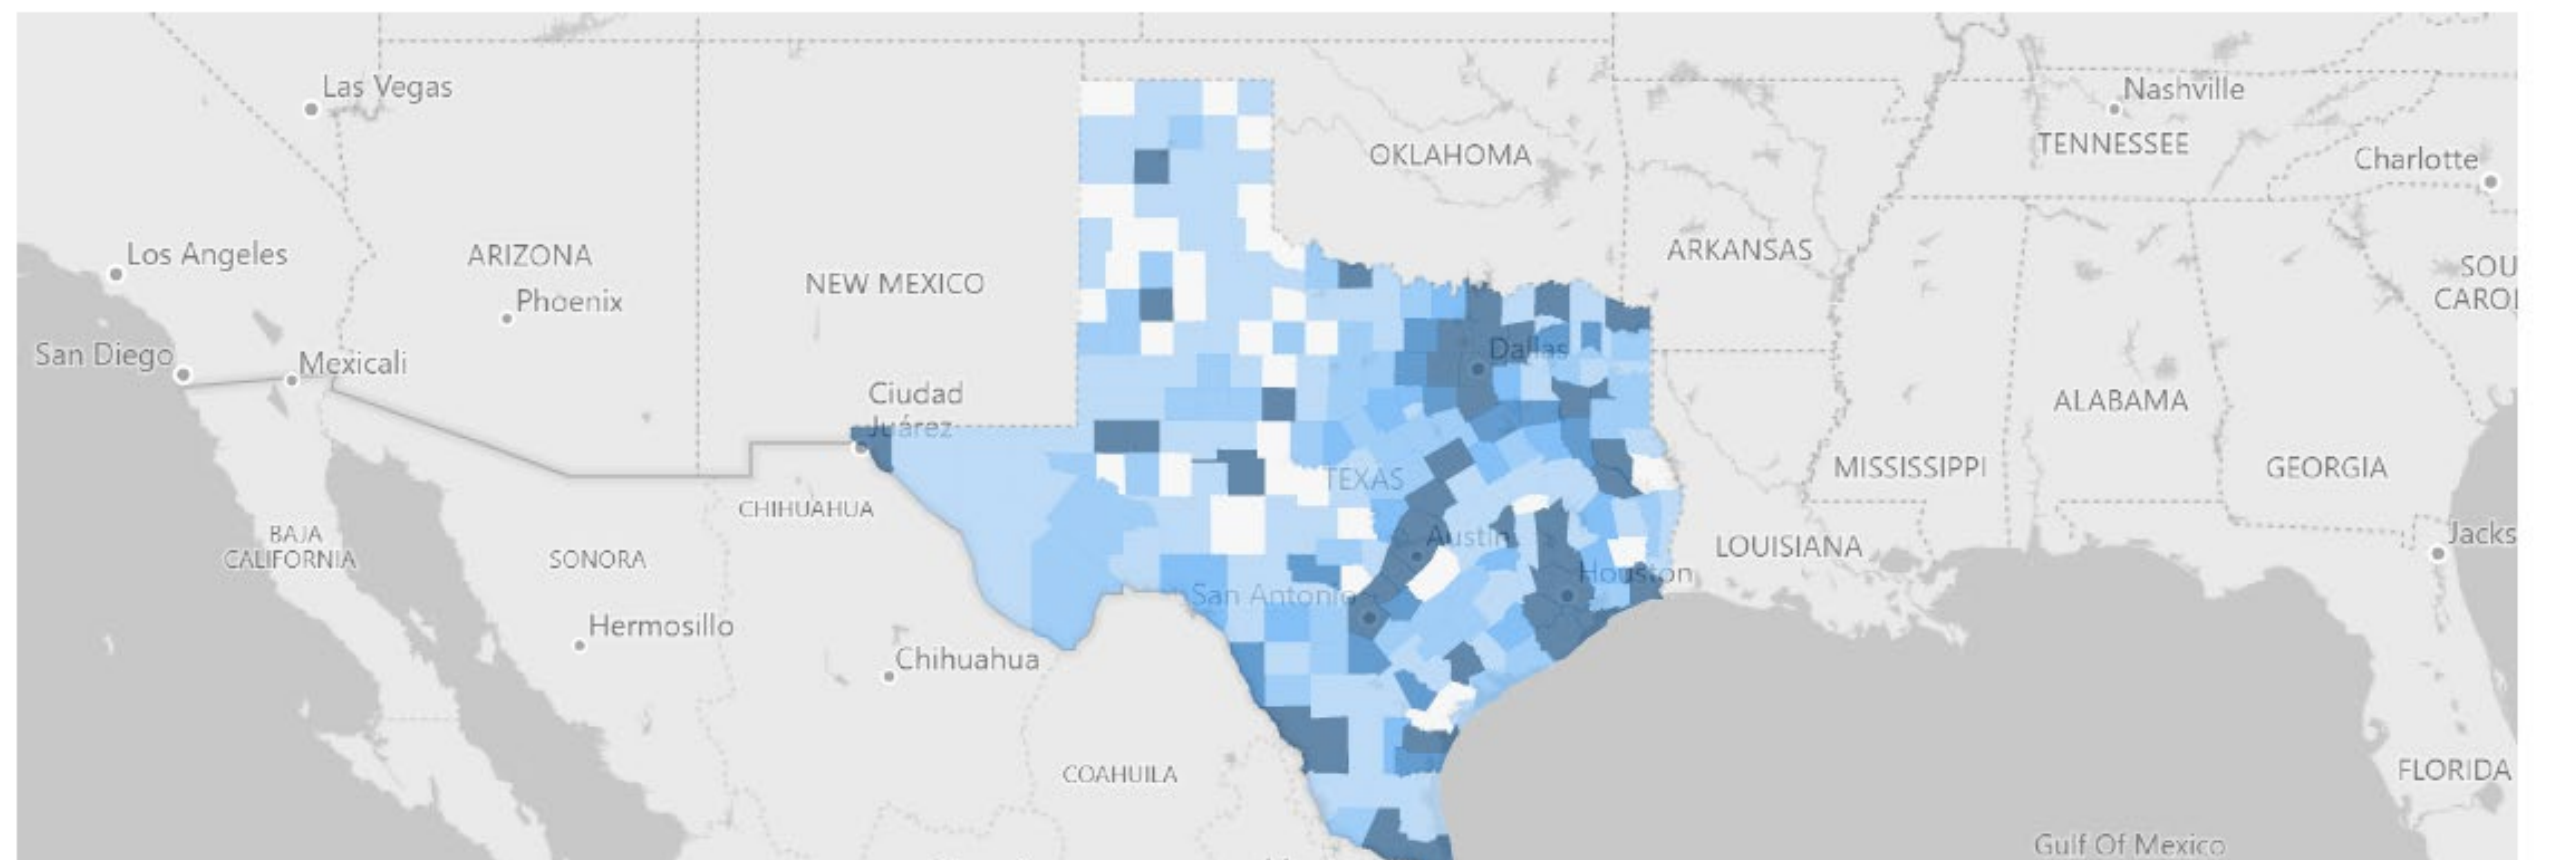 Las Vegas
Nashville
TENNESSEE
OKLAHOMA
Charlotte
Los Angeles
ARIZONA
ARKANSAS
NEW MEXICO
SOU
CAROL
Phoenix
San Diego
Mexicali
Dallas
Ciudad
Juárez
ALABAMA
TEXAS
MISSISSIPPI
GEORGIA
CHIHUAHUA
BAJA
CALIFORNIA
SONORA
Austin
LOUISIANA
Jacks
Houston
San Antonio
Hermosillo
Chihuahua
COAHUILA
FLORIDA
Gulf Of Mexico